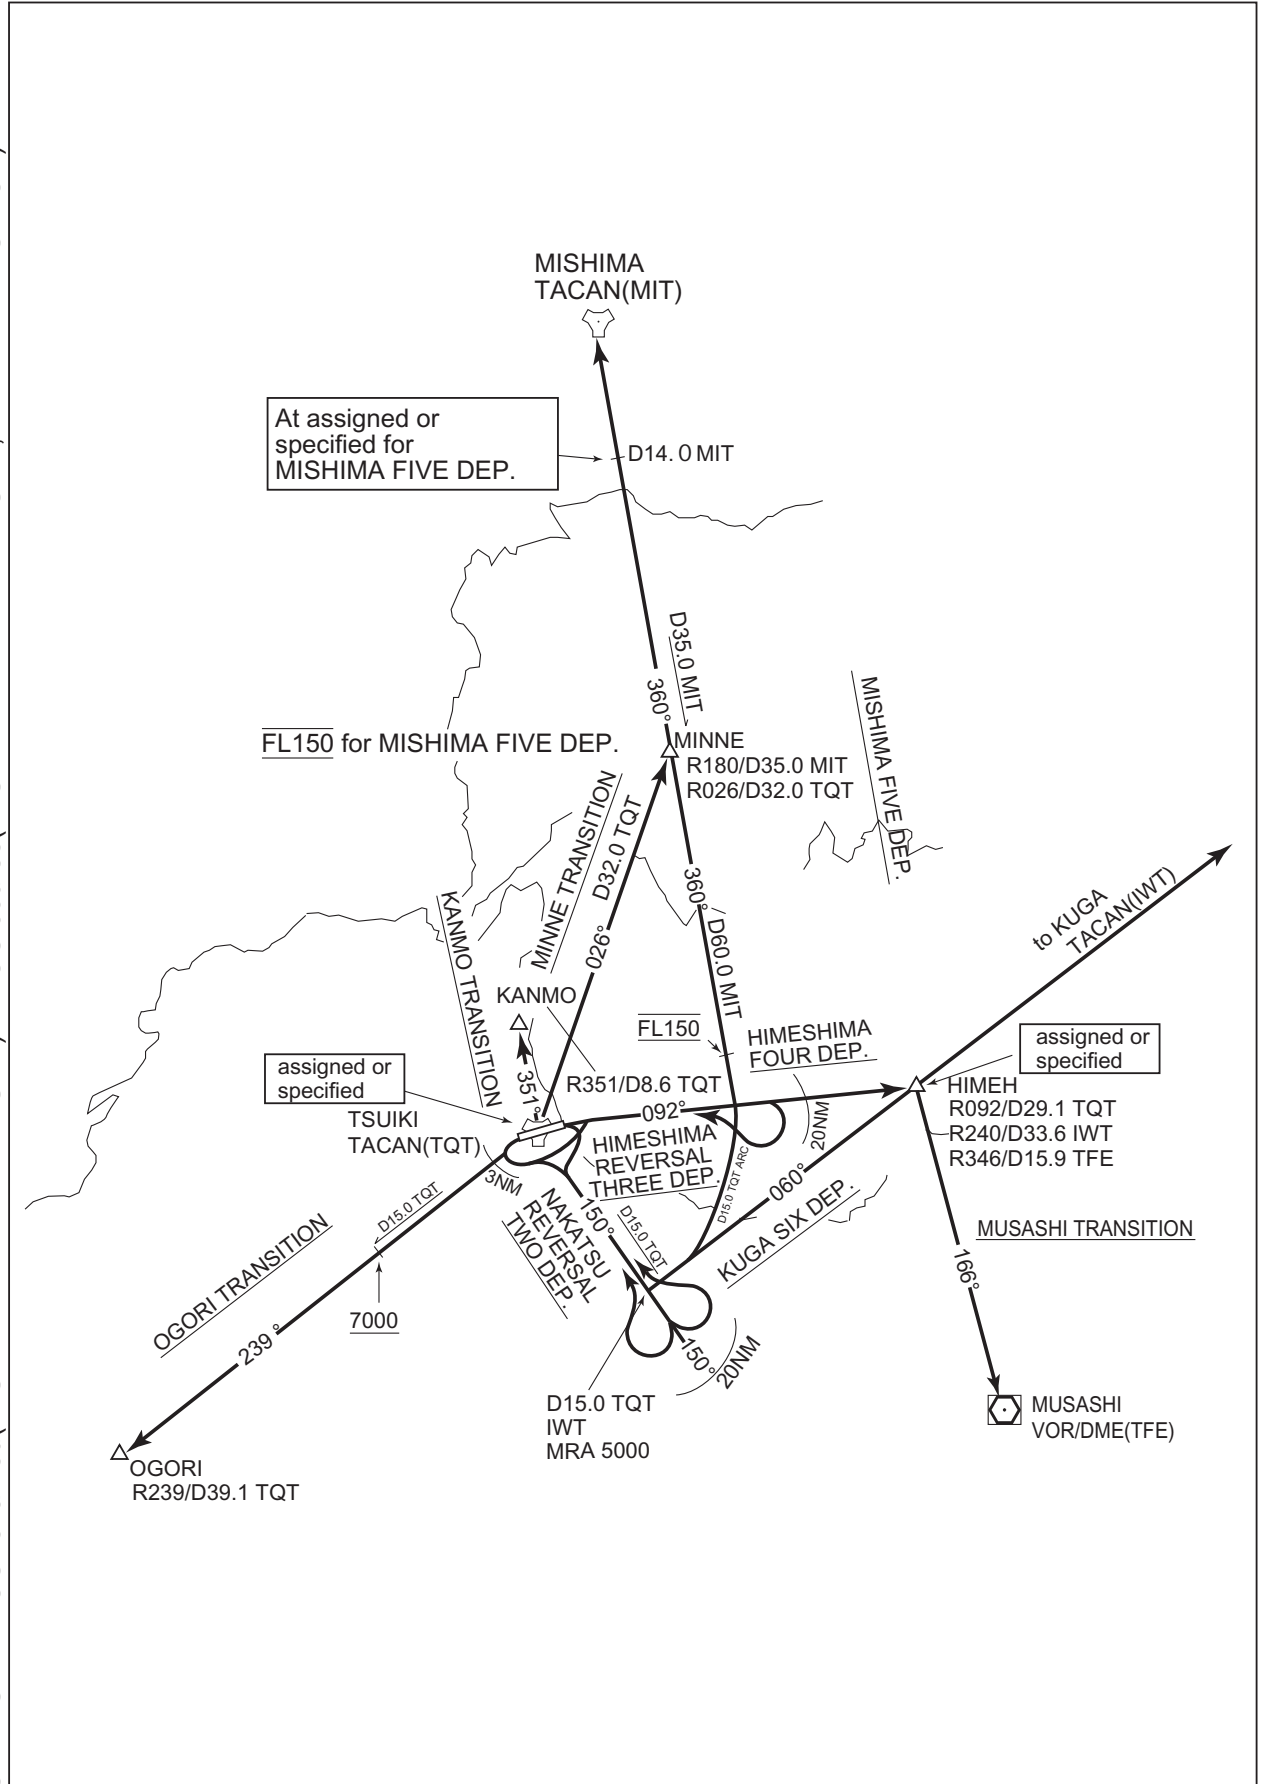 MISHIMA
TACAN(MIT)
At assigned or
specified for
MISHIMA FIVE DEP.
D14.0 MIT
D35.0 MIT
360°
FL150 for MISHIMA FIVE DEP.
MINNE
R180/D35.0 MIT
R026/D32.0 TQT
MISHIMA FIVE DEP.
MINNE TRANSITION
D32.0 TQT
026°
360°
D60.0 MIT
to KUGA
TACAN(IWT)
KANMO TRANSITION
KANMO
R351/D8.6 TQT
351°
FL150
HIMESHIMA
FOUR DEP.
assigned or
specified
assigned or
specified
TSUIKI
TACAN(TQT)
092°
20NM
HIMEH
R092/D29.1 TQT
R240/D33.6 IWT
R346/D15.9 TFE
HIMESHIMA
REVERSAL
THREE DEP.
3NM
D15.0 TQT ARC
060°
KUGA SIX DEP.
NAKATSU
REVERSAL
TWO DEP.
150°
D15.0 TQT
D15.0 TQT
OGORI TRANSITION
7000
239°
MUSASHI TRANSITION
166°
150°
20NM
D15.0 TQT
IWT
MRA 5000
MUSASHI
VOR/DME(TFE)
OGORI
R239/D39.1 TQT